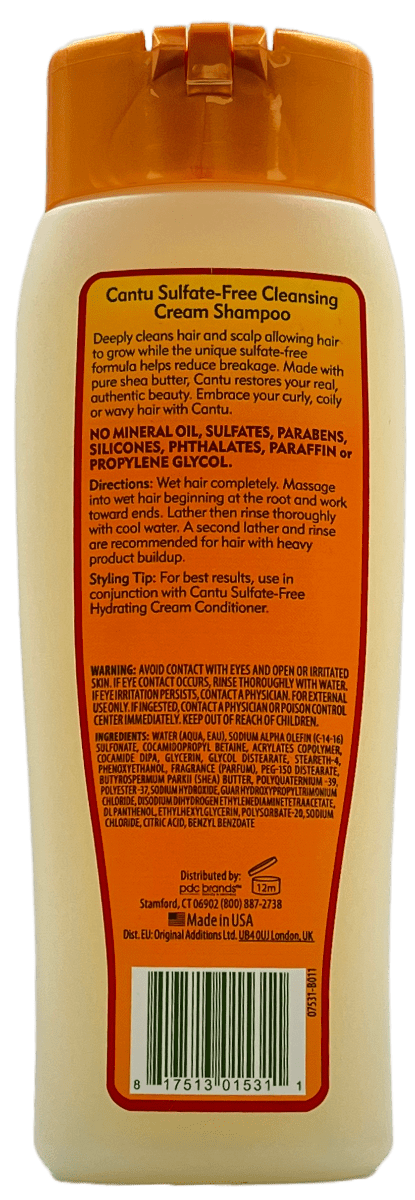 Cantu Sulfate-Free Cleansing
Cream Shampoo
Deeply cleans hair and scalp allowing hair
to grow while the unique sulfate-free
formula helps reduce breakage. Made with
pure shea butter, Cantu restores your real,
authentic beauty. Embrace your curly, coily
or wavy hair with Cantu.
NO MINERAL OIL, SULFATES, PARABENS,
SILICONES, PHTHALATES, PARAFFIN or
PROPYLENE GLYCOL.
Directions: Wet hair completely. Massage
into wet hair beginning at the root and work
toward ends. Lather then rinse thoroughly
with cool water. A second lather and rinse
are recommended for hair with heavy
product buildup.
Styling Tip: For best results, use in
conjunction with Cantu Sulfate-Free
Hydrating Cream Conditioner.
WARNING: AVOID CONTACT WITH EYES AND OPEN OR IRRITATED
SKIN. IF EYE CONTACT OCCURS, RINSE THOROUGHLY WITH WATER.
IF EYE IRRITATION PERSISTS, CONTACT A PHYSICIAN. FOR EXTERNAL
USE ONLY. IF INGESTED, CONTACT A PHYSICIAN OR POISON CONTROL
CENTER IMMEDIATELY. KEEP OUT OF REACH OF CHILDREN.
INGREDIENTS: WATER (AQUA, EAU), SODIUM ALPHA OLEFIN (C-14-16)
SULFONATE, COCAMIDOPROPYL BETAINE, ACRYLATES COPOLYMER,
COCAMIDE DIPA, GLYCERIN, GLYCOL DISTEARATE, STEARETH-4,
PHENOXYETHANOL, FRAGRANCE (PARFUM), PEG-150 DISTEARATE,
BUTYROSPERMUM PARKII (SHEA) BUTTER, POLYQUATERNIUM -39,
POLYESTER -37, SODIUM HYDROXIDE, GUAR HYDROXYPROPYLTRIMONIUM
CHLORIDE, DISODIUM DIHYDROGEN ETHYLENEDIAMINETETRAACETATE,
DL PANTHENOL, ETHYLHEXYLGLYCERIN, POLYSORBATE-20, SODIUM
CHLORIDE, CITRIC ACID, BENZYL BENZOATE
Distributed by:
pdc brands™
12m
Stamford, CT 06902 (800) 887-2738
Made in USA
Dist. EU: Original Additions Ltd. UB4 0UJ London, UK
07531-B011
8 17513 01531 1